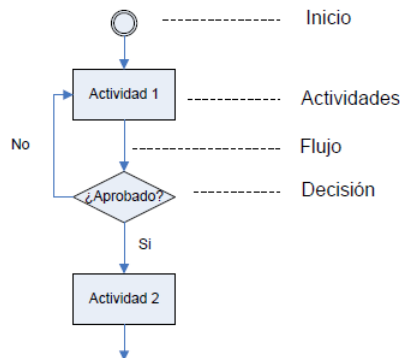 Inicio
Actividad 1
Actividades
No
Flujo
¿Aprobado?
Decisión
Si
Actividad 2